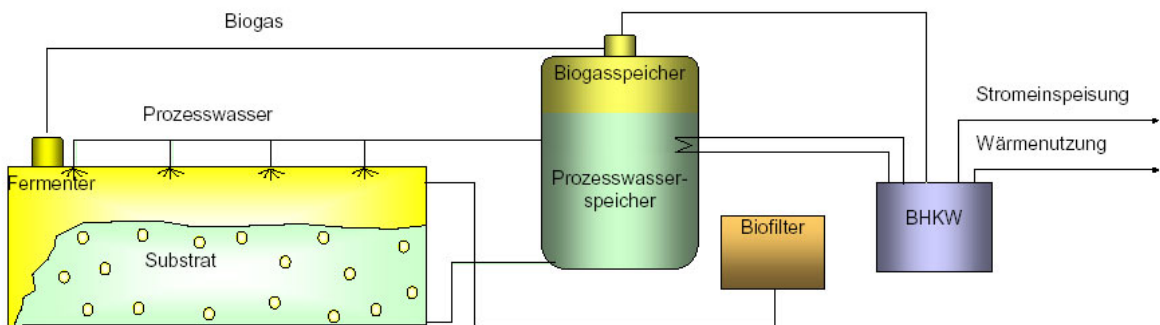 Biogas
Biogasspeicher
Stromeinspeisung
Prozesswasser
Wärmenutzung
Fermenter
Prozesswasser-
speicher
Biofilter
BHKW
Substrat